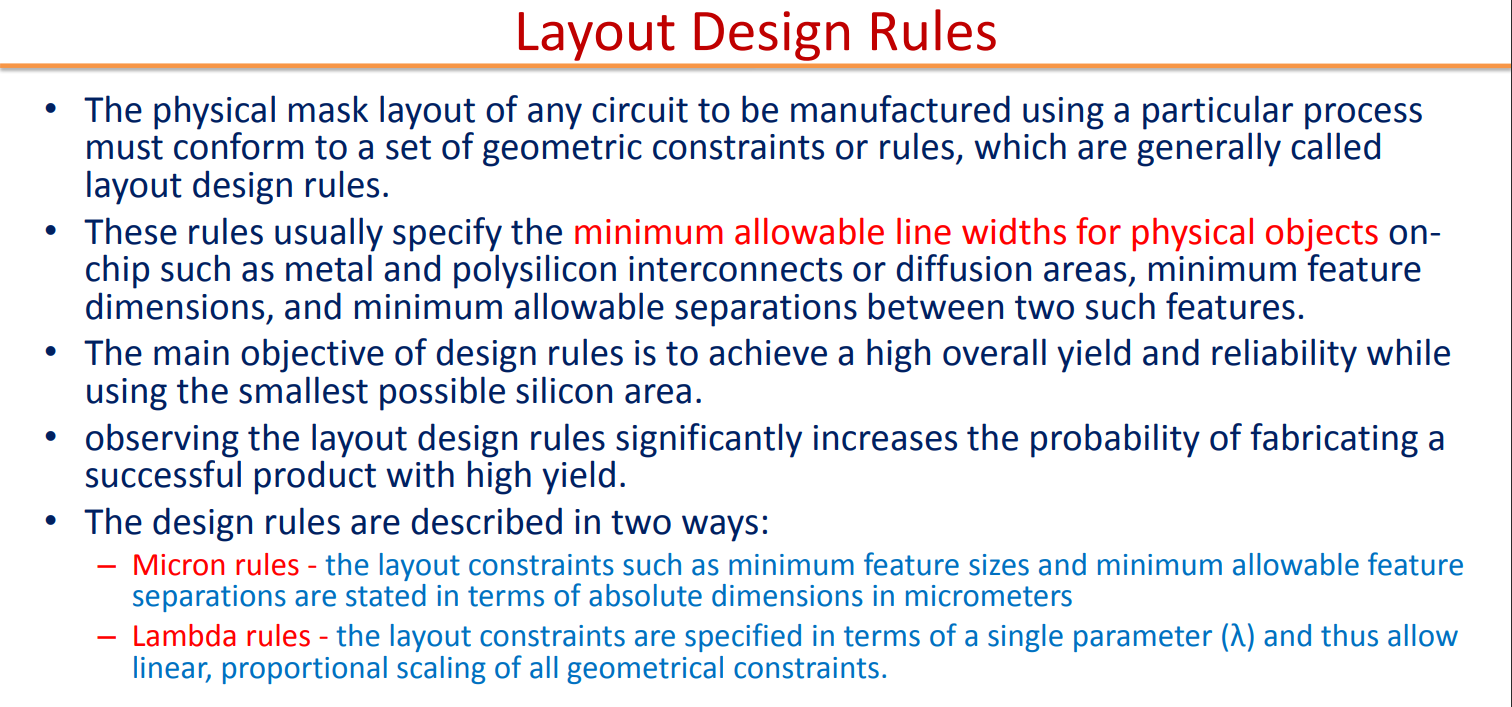 Layout Design Rules
• The physical mask layout of any circuit to be manufactured using a particular process
must conform to a set of geometric constraints or rules, which are generally called
layout design rules.
• These rules usually specify the minimum allowable line widths for physical objects on-
chip such as metal and polysilicon interconnects or diffusion areas, minimum feature
dimensions, and minimum allowable separations between two such features.
• The main objective of design rules is to achieve a high overall yield and reliability while
using the smallest possible silicon area.
• observing the layout design rules significantly increases the probability of fabricating a
successful product with high yield.
• The design rules are described in two ways:
– Micron rules - the layout constraints such as minimum feature sizes and minimum allowable feature
separations are stated in terms of absolute dimensions in micrometers
– Lambda rules - the layout constraints are specified in terms of a single parameter (λ) and thus allow
linear, proportional scaling of all geometrical constraints.